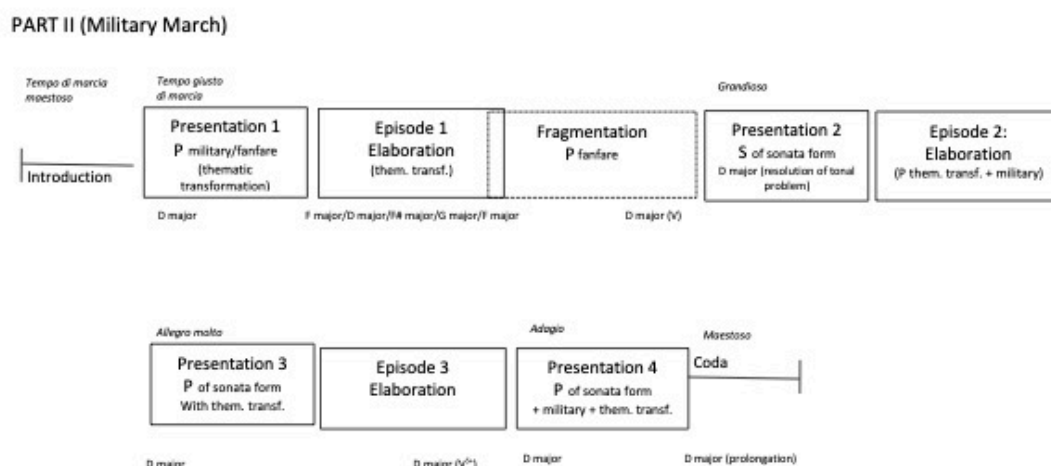 PART II (Military March)
Tempo di marcia
maestoso
Tempo giusto
di marcia
Grandioso
Introduction
Presentation 1
P military/fanfare
(thematic
transformation)
Episode 1
Elaboration
(them. transf.)
Fragmentation
P fanfare
Presentation 2
S of sonata form
D major (resolution of tonal
problem)
Episode 2:
Elaboration
(P them. transf. + military)
D major
F major/D major/F# major/G major/F major
D major (V)
Allegro molto
Adagio
Maestoso
Presentation 3
P of sonata form
With them. transf.
Episode 3
Elaboration
Presentation 4
P of sonata form
+ military + them. transf.
Coda
D major
D major
D major
D major (prolongation)